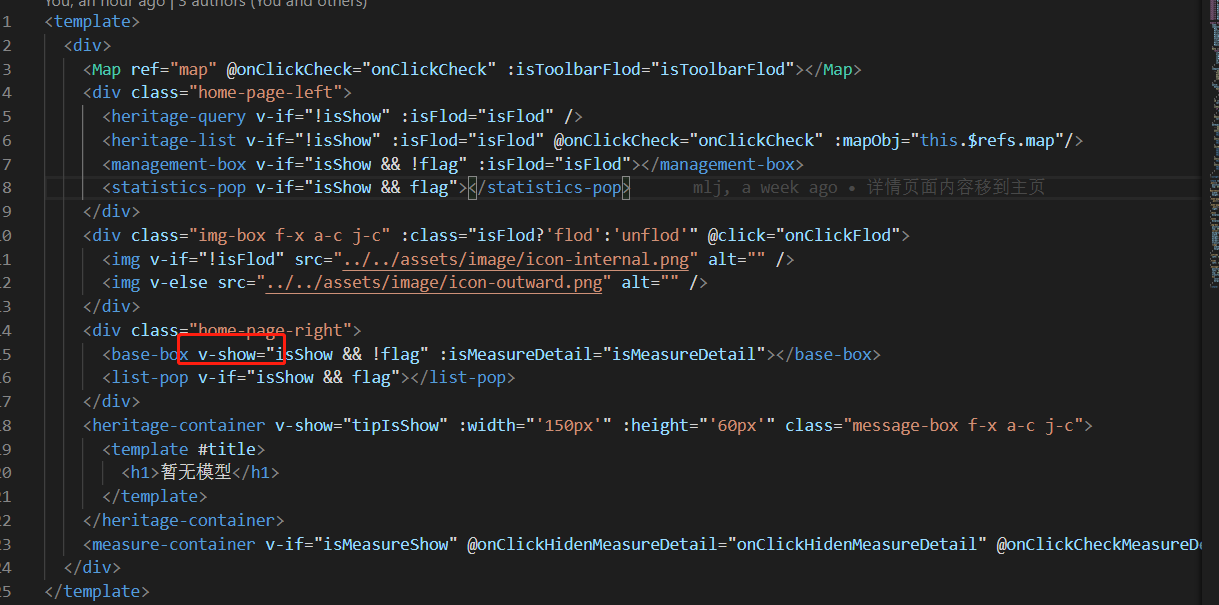 You, an hour ago | 3 authors (You and others)
1 <template>
2 <div>
3 <Map ref="map" @onClickCheck="onClickCheck" :isToolbarFlod="isToolbarFlod"></Map>
4 <div class="home-page-left">
5 <heritage-query v-if="!isShow" :isFlod="isFlod" />
6 <heritage-list v-if="!isShow" :isFlod="isFlod" @onClickCheck="onClickCheck" :mapObj="this.$refs.map"/>
7 <management-box v-if="isShow && !flag" :isFlod="isFlod"></management-box>
8 <statistics-pop v-if="isShow && flag"></statistics-pop> mlj, a week ago • 详情页面内容移到主页
9 </div>
0 <div class="img-box f-x a-c j-c" :class="isFlod?'flod':'unflod'" @click="onClickFlod">
1 <img v-if="!isFlod" src="../../assets/image/icon-internal.png" alt="" />
2 <img v-else src="../../assets/image/icon-outward.png" alt="" />
3 </div>
4 <div class="home-page-right">
5 <base-box v-show="isShow && !flag" :isMeasureDetail="isMeasureDetail"></base-box>
6 <list-pop v-if="isShow && flag"></list-pop>
7 </div>
8 <heritage-container v-show="tipIsShow" :width="'150px'" :height="'60px'" class="message-box f-x a-c j-c">
9 <template #title>
0 <h1>暂无模型</h1>
1 </template>
2 </heritage-container>
3 <measure-container v-if="isMeasureShow" @onClickHidenMeasureDetail="onClickHidenMeasureDetail" @onClickCheckMeasureDe
4 </div>
5 </template>